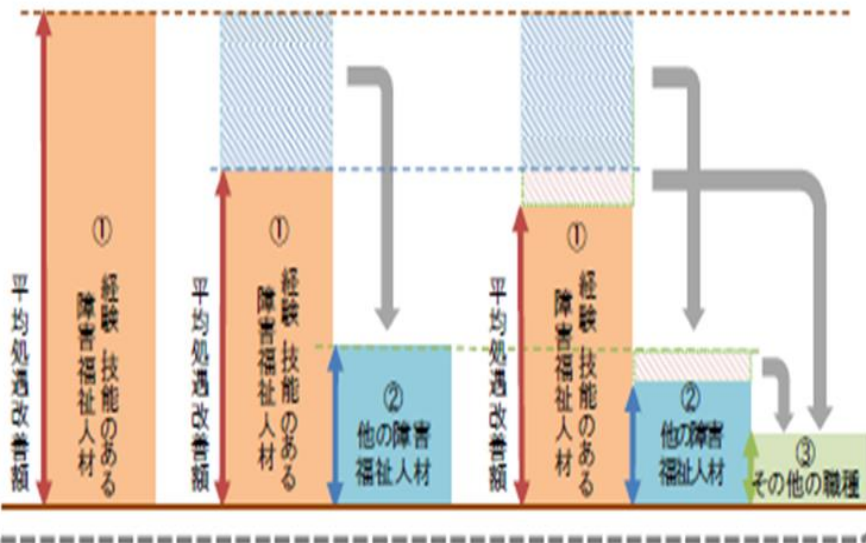 平均処遇改善額
①
経験・技能のある
障害福祉人材
平均処遇改善額
①
経験・技能のある
障害福祉人材
②
他の障害
福祉人材
平均処遇改善額
①
経験・技能のある
障害福祉人材
②
他の障害
福祉人材
③
その他の職種